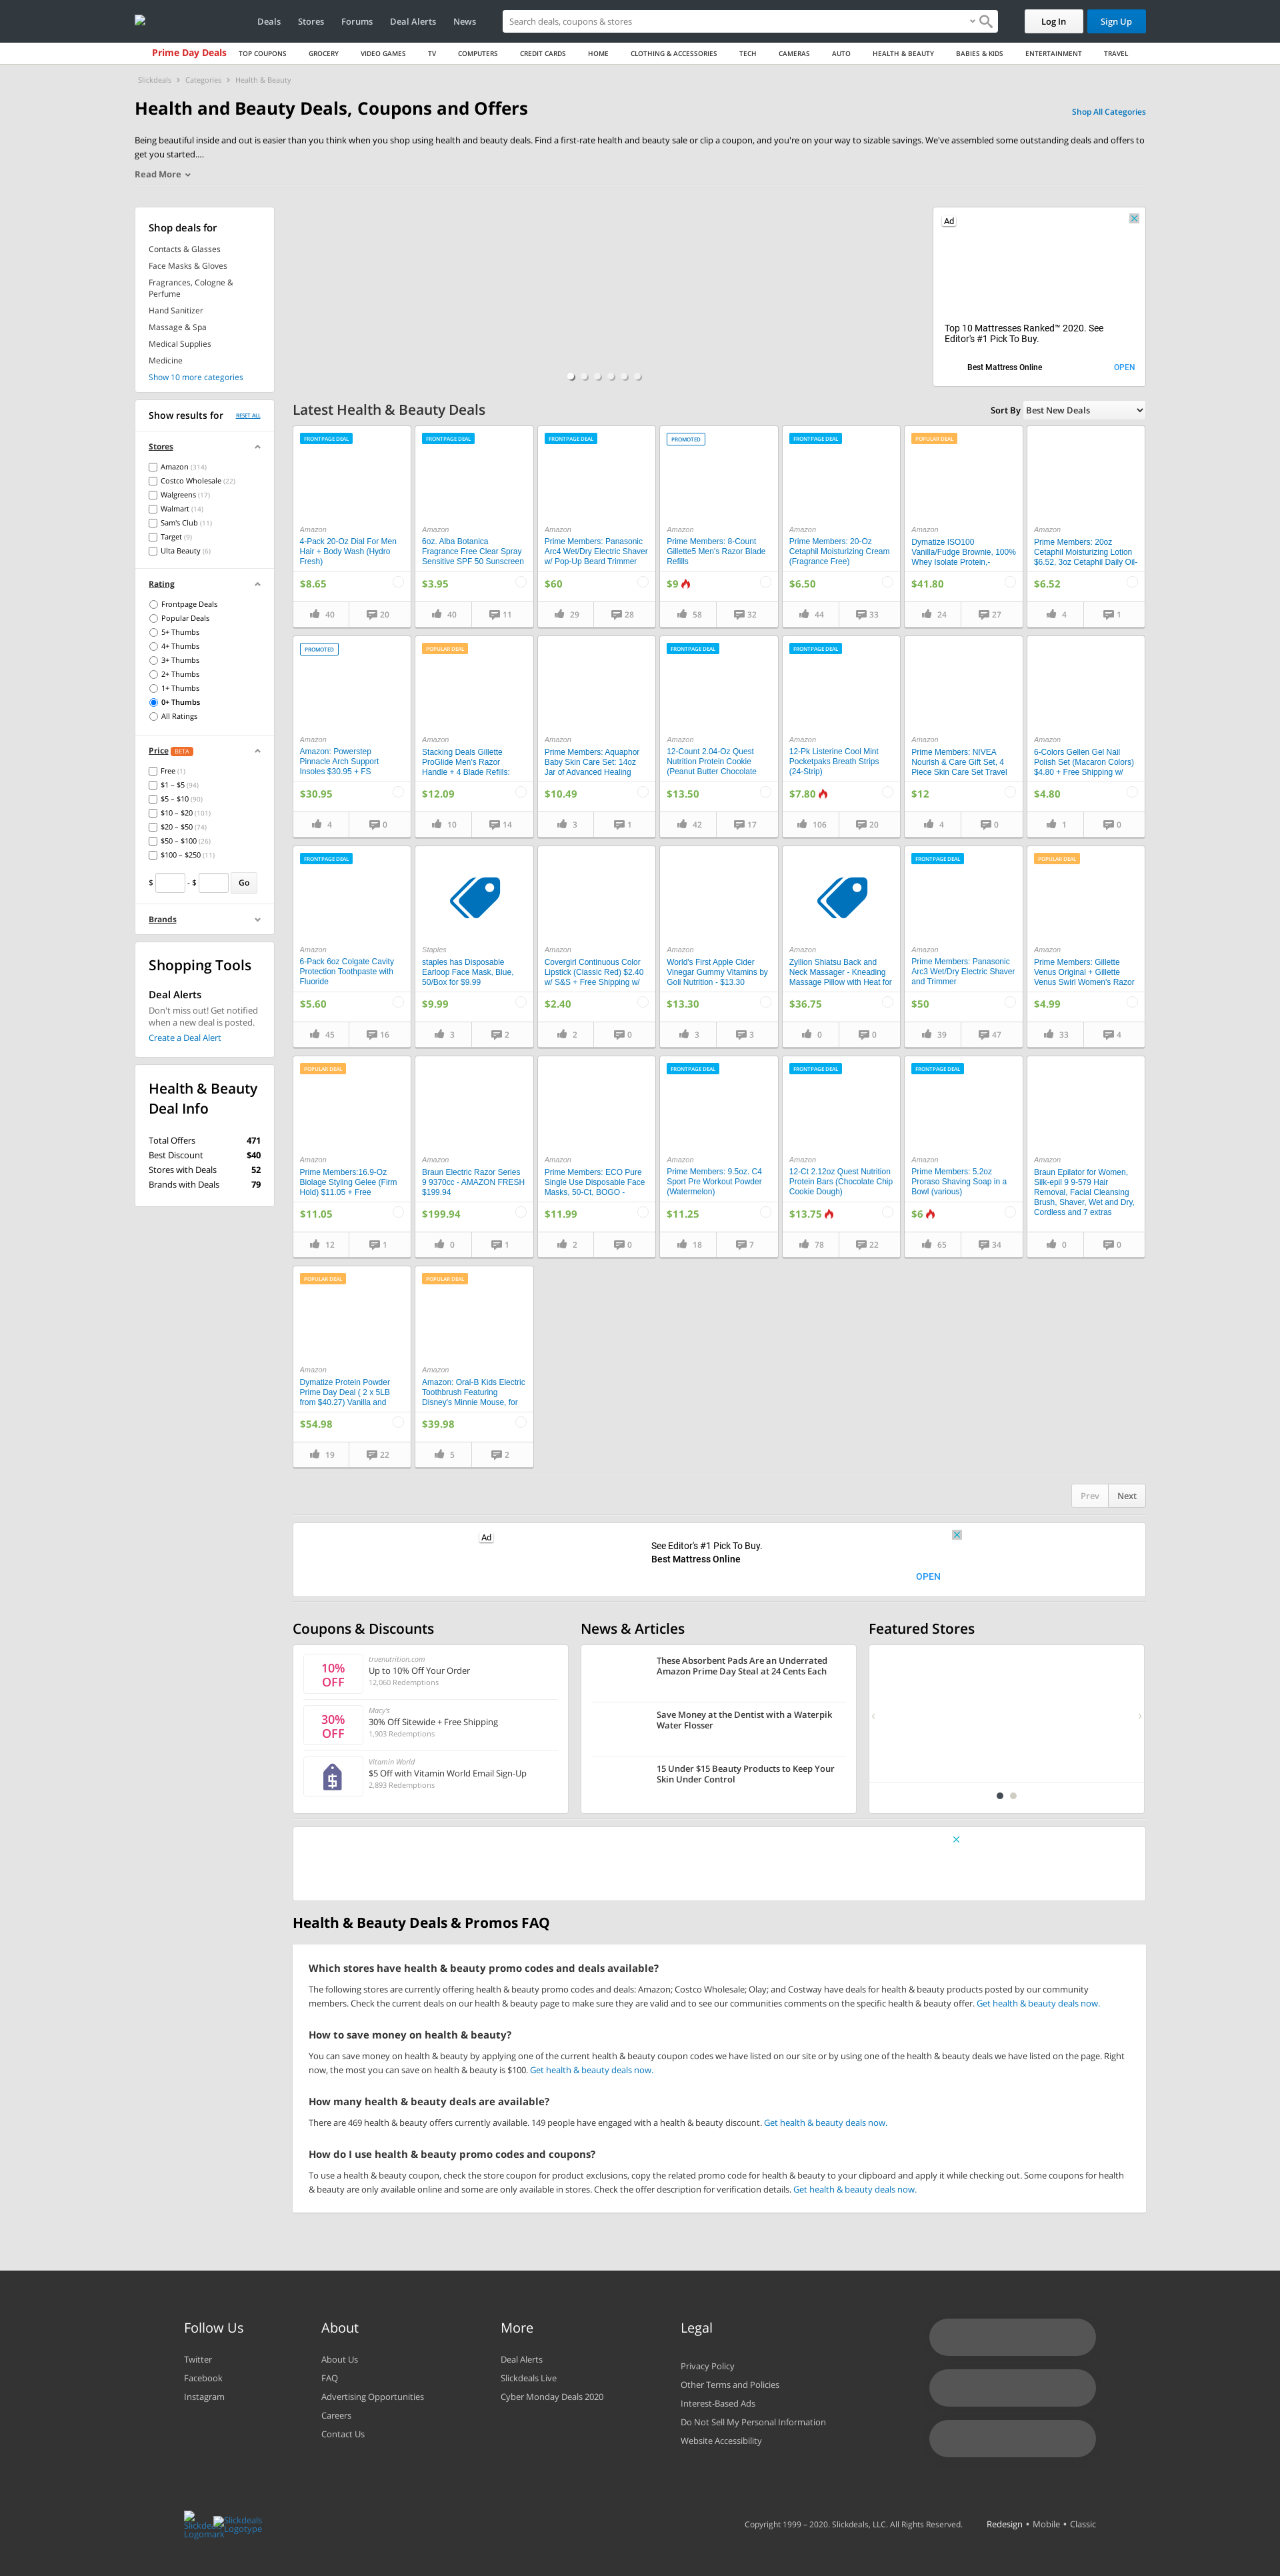 Deals
Stores
Forums
Deal Alerts
News
Search deals, coupons & stores
Log In
Sign Up
Prime Day Deals
TOP COUPONS
GROCERY
VIDEO GAMES
TV
COMPUTERS
CREDIT CARDS
HOME
CLOTHING & ACCESSORIES
TECH
CAMERAS
AUTO
HEALTH & BEAUTY
BABIES & KIDS
ENTERTAINMENT
TRAVEL
Slickdeals > Categories > Health & Beauty
Health and Beauty Deals, Coupons and Offers
Shop All Categories
Being beautiful inside and out is easier than you think when you shop using health and beauty deals. Find a first-rate health and beauty sale or clip a coupon, and you're on your way to sizable savings. We've assembled some outstanding deals and offers to
get you started....
Read More
Shop deals for
Contacts & Glasses
Face Masks & Gloves
Fragrances, Cologne &
Perfume
Hand Sanitizer
Massage & Spa
Medical Supplies
Medicine
Show 10 more categories
Ad
Top 10 Mattresses Ranked™ 2020. See
Editor's #1 Pick To Buy.
Best Mattress Online
OPEN
Show results for
RESET ALL
Stores
Amazon (314)
Costco Wholesale (22)
Walgreens (17)
Walmart (14)
Sam's Club (11)
Target (9)
Ulta Beauty (6)
Rating
Frontpage Deals
Popular Deals
5+ Thumbs
4+ Thumbs
3+ Thumbs
2+ Thumbs
1+ Thumbs
0+ Thumbs
All Ratings
Price BETA
Free (1)
$1 – $5 (94)
$5 – $10 (90)
$10 – $20 (101)
$20 – $50 (74)
$50 – $100 (26)
$100 – $250 (11)
$ - $ Go
Brands
Shopping Tools
Deal Alerts
Don't miss out! Get notified
when a new deal is posted.
Create a Deal Alert
Health & Beauty
Deal Info
Total Offers 471
Best Discount $40
Stores with Deals 52
Brands with Deals 79
Latest Health & Beauty Deals
Sort By Best New Deals
FRONTPAGE DEAL
Amazon
4-Pack 20-Oz Dial For Men
Hair + Body Wash (Hydro
Fresh)
$8.65
40 20
FRONTPAGE DEAL
Amazon
6oz. Alba Botanica
Fragrance Free Clear Spray
Sensitive SPF 50 Sunscreen
$3.95
40 11
FRONTPAGE DEAL
Amazon
Prime Members: Panasonic
Arc4 Wet/Dry Electric Shaver
w/ Pop-Up Beard Trimmer
$60
29 28
PROMOTED
Amazon
Prime Members: 8-Count
Gillette5 Men's Razor Blade
Refills
$9
58 32
FRONTPAGE DEAL
Amazon
Prime Members: 20-Oz
Cetaphil Moisturizing Cream
(Fragrance Free)
$6.50
44 33
POPULAR DEAL
Amazon
Dymatize ISO100
Vanilla/Fudge Brownie, 100%
Whey Isolate Protein,-
$41.80
24 27
Amazon
Prime Members: 20oz
Cetaphil Moisturizing Lotion
$6.52, 3oz Cetaphil Daily Oil-
$6.52
4 1
PROMOTED
Amazon
Amazon: Powerstep
Pinnacle Arch Support
Insoles $30.95 + FS
$30.95
4 0
POPULAR DEAL
Amazon
Stacking Deals Gillette
ProGlide Men's Razor
Handle + 4 Blade Refills:
$12.09
10 14
Amazon
Prime Members: Aquaphor
Baby Skin Care Set: 14oz
Jar of Advanced Healing
$10.49
3 1
FRONTPAGE DEAL
Amazon
12-Count 2.04-Oz Quest
Nutrition Protein Cookie
(Peanut Butter Chocolate
$13.50
42 17
FRONTPAGE DEAL
Amazon
12-Pk Listerine Cool Mint
Pocketpaks Breath Strips
(24-Strip)
$7.80
106 20
Amazon
Prime Members: NIVEA
Nourish & Care Gift Set, 4
Piece Skin Care Set Travel
$12
4 0
Amazon
6-Colors Gellen Gel Nail
Polish Set (Macaron Colors)
$4.80 + Free Shipping w/
$4.80
1 0
FRONTPAGE DEAL
Amazon
6-Pack 6oz Colgate Cavity
Protection Toothpaste with
Fluoride
$5.60
45 16
Staples
staples has Disposable
Earloop Face Mask, Blue,
50/Box for $9.99
$9.99
3 2
Amazon
Covergirl Continuous Color
Lipstick (Classic Red) $2.40
w/ S&S + Free Shipping w/
$2.40
2 0
Amazon
World's First Apple Cider
Vinegar Gummy Vitamins by
Goli Nutrition - $13.30
$13.30
3 3
Amazon
Zyllion Shiatsu Back and
Neck Massager - Kneading
Massage Pillow with Heat for
$36.75
0 0
FRONTPAGE DEAL
Amazon
Prime Members: Panasonic
Arc3 Wet/Dry Electric Shaver
and Trimmer
$50
39 47
POPULAR DEAL
Amazon
Prime Members: Gillette
Venus Original + Gillette
Venus Swirl Women's Razor
$4.99
33 4
POPULAR DEAL
Amazon
Prime Members:16.9-Oz
Biolage Styling Gelee (Firm
Hold) $11.05 + Free
$11.05
12 1
Amazon
Braun Electric Razor Series
9 9370cc - AMAZON FRESH
$199.94
$199.94
0 1
Amazon
Prime Members: ECO Pure
Single Use Disposable Face
Masks, 50-Ct, BOGO -
$11.99
2 0
FRONTPAGE DEAL
Amazon
Prime Members: 9.5oz. C4
Sport Pre Workout Powder
(Watermelon)
$11.25
18 7
FRONTPAGE DEAL
Amazon
12-Ct 2.12oz Quest Nutrition
Protein Bars (Chocolate Chip
Cookie Dough)
$13.75
78 22
FRONTPAGE DEAL
Amazon
Prime Members: 5.2oz
Proraso Shaving Soap in a
Bowl (various)
$6
65 34
Amazon
Braun Epilator for Women,
Silk-epil 9 9-579 Hair
Removal, Facial Cleansing
Brush, Shaver, Wet and Dry,
Cordless and 7 extras
0 0
POPULAR DEAL
Amazon
Dymatize Protein Powder
Prime Day Deal ( 2 x 5LB
from $40.27) Vanilla and
$54.98
19 22
POPULAR DEAL
Amazon
Amazon: Oral-B Kids Electric
Toothbrush Featuring
Disney's Minnie Mouse, for
$39.98
5 2
Prev Next
Ad
See Editor's #1 Pick To Buy.
Best Mattress Online
OPEN
Coupons & Discounts
10%
OFF
truenutrition.com
Up to 10% Off Your Order
12,060 Redemptions
30%
OFF
Macy's
30% Off Sitewide + Free Shipping
1,903 Redemptions
Vitamin World
$5 Off with Vitamin World Email Sign-Up
2,893 Redemptions
News & Articles
These Absorbent Pads Are an Underrated
Amazon Prime Day Steal at 24 Cents Each
Save Money at the Dentist with a Waterpik
Water Flosser
15 Under $15 Beauty Products to Keep Your
Skin Under Control
Featured Stores
Health & Beauty Deals & Promos FAQ
Which stores have health & beauty promo codes and deals available?
The following stores are currently offering health & beauty promo codes and deals: Amazon; Costco Wholesale; Olay; and Costway have deals for health & beauty products posted by our community
members. Check the current deals on our health & beauty page to make sure they are valid and to see our communities comments on the specific health & beauty offer. Get health & beauty deals now.
How to save money on health & beauty?
You can save money on health & beauty by applying one of the current health & beauty coupon codes we have listed on our site or by using one of the health & beauty deals we have listed on the page. Right
now, the most you can save on health & beauty is $100. Get health & beauty deals now.
How many health & beauty deals are available?
There are 469 health & beauty offers currently available. 149 people have engaged with a health & beauty discount. Get health & beauty deals now.
How do I use health & beauty promo codes and coupons?
To use a health & beauty coupon, check the store coupon for product exclusions, copy the related promo code for health & beauty to your clipboard and apply it while checking out. Some coupons for health
& beauty are only available online and some are only available in stores. Check the offer description for verification details. Get health & beauty deals now.
Follow Us
Twitter
Facebook
Instagram
About
About Us
FAQ
Advertising Opportunities
Careers
Contact Us
More
Deal Alerts
Slickdeals Live
Cyber Monday Deals 2020
Legal
Privacy Policy
Other Terms and Policies
Interest-Based Ads
Do Not Sell My Personal Information
Website Accessibility
Slickdeals
Logomark
Slickdeals
Logotype
Copyright 1999 – 2020. Slickdeals, LLC. All Rights Reserved.
Redesign • Mobile • Classic